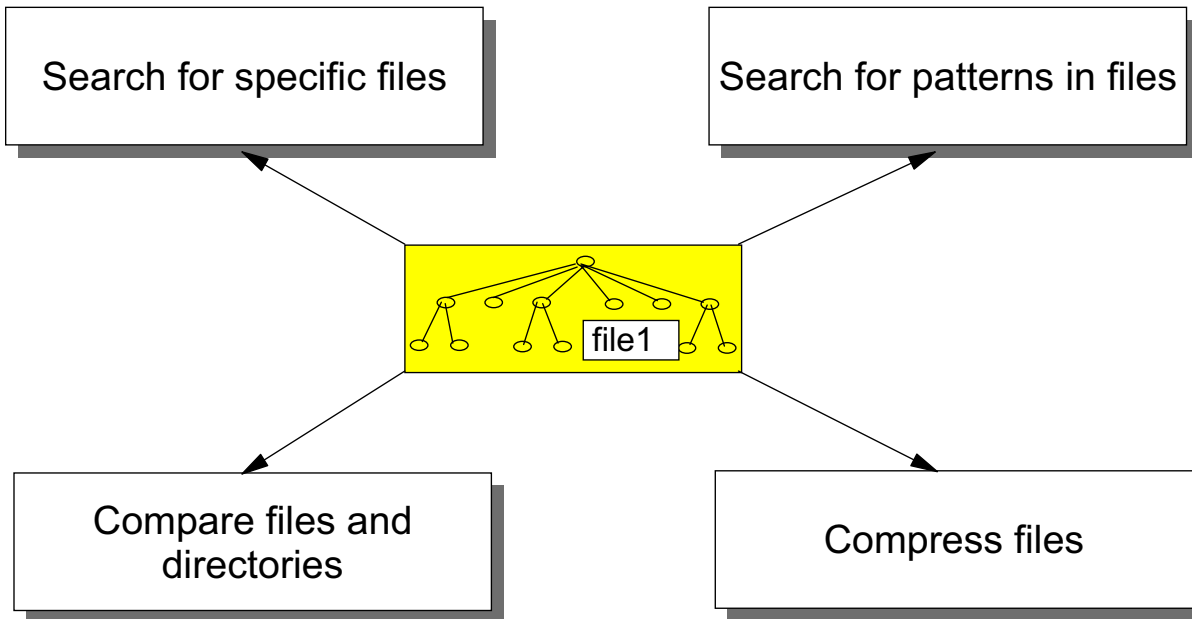 Search for specific files
Search for patterns in files
file1
Compare files and
directories
Compress files